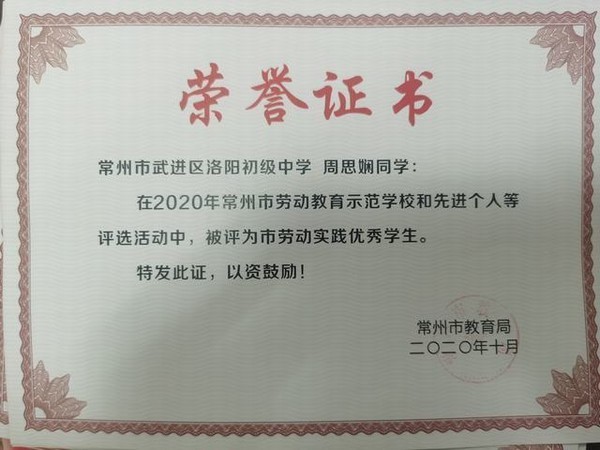 荣誉证书
常州市武进区洛阳初级中学 周思娴同学：
在2020年常州市劳动教育示范学校和先进个人等
评选活动中，被评为市劳动实践优秀学生。
特发此证，以资鼓励！
常州市教育局
二〇二〇年十月